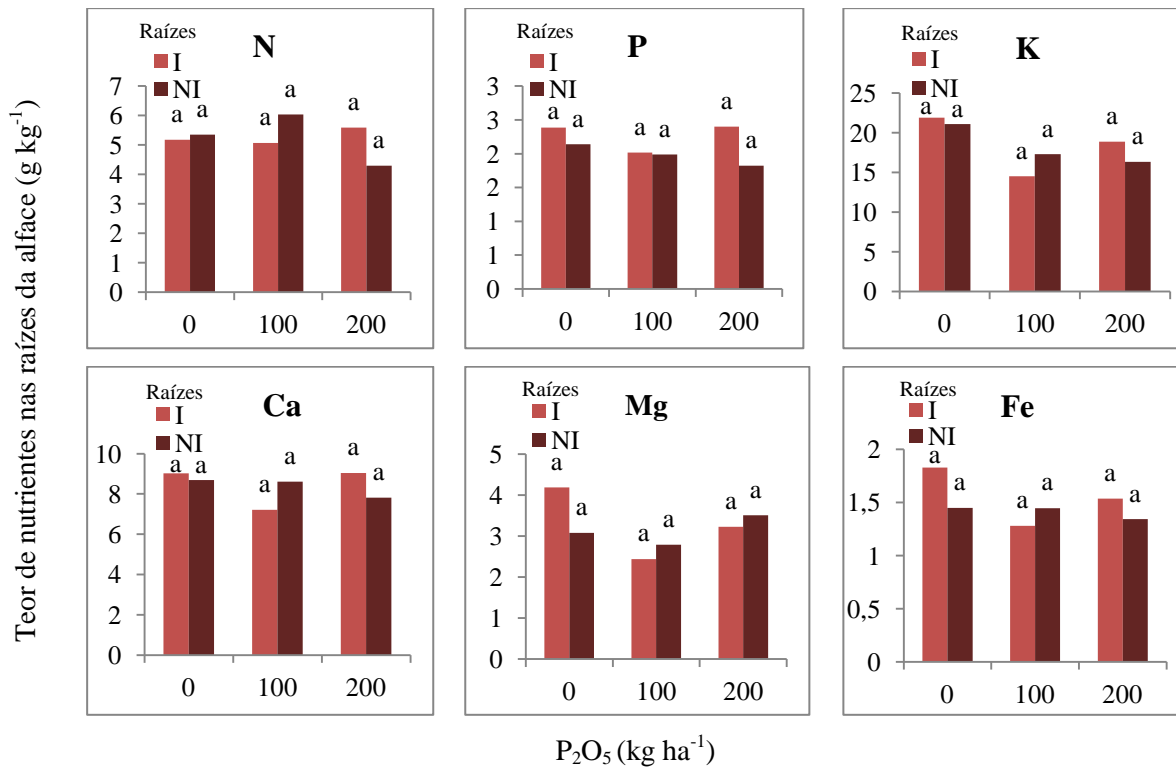 Teor de nutrientes nas raízes da alface (g kg⁻¹)
Raízes
I
NI
N
7
6
5
4
3
2
1
0
a a
a a
a a
0 100 200
Raízes
I
NI
P
3
3
2
2
1
1
0
a a
a a
a a
0 100 200
Raízes
I
NI
K
25
20
15
10
5
0
a a
a a
a a
0 100 200
Raízes
I
NI
Ca
10
8
6
4
2
0
a a
a a
a a
0 100 200
Raízes
I
NI
Mg
5
4
3
2
1
0
a a
a a
a a
0 100 200
Raízes
I
NI
Fe
2
1,5
1
0,5
0
a a
a a
a a
0 100 200
P₂O₅ (kg ha⁻¹)